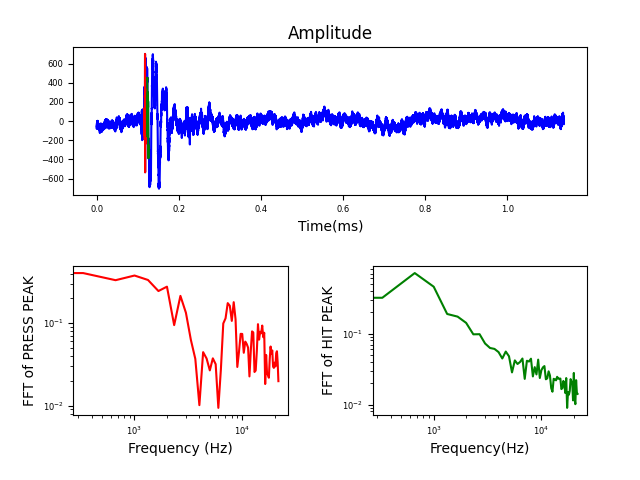 Amplitude
600
400
200
0
−200
−400
−600
0.0 0.2 0.4 0.6 0.8 1.0
Time(ms)
FFT of PRESS PEAK
10⁻¹
10⁻²
10³ 10⁴
Frequency (Hz)
FFT of HIT PEAK
10⁻¹
10⁻²
10³ 10⁴
Frequency(Hz)